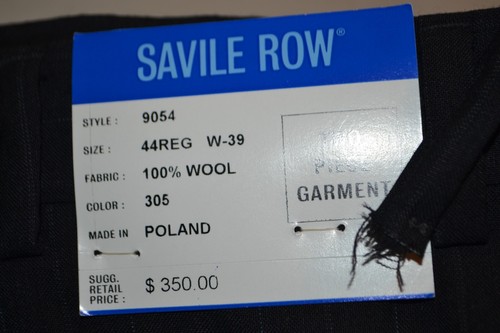 SAVILE ROW®
STYLE: 9054
SIZE: 44REG W-39
FABRIC: 100% WOOL
COLOR: 305
MADE IN POLAND
SUGG.
RETAIL
PRICE: $350.00
GARMENT